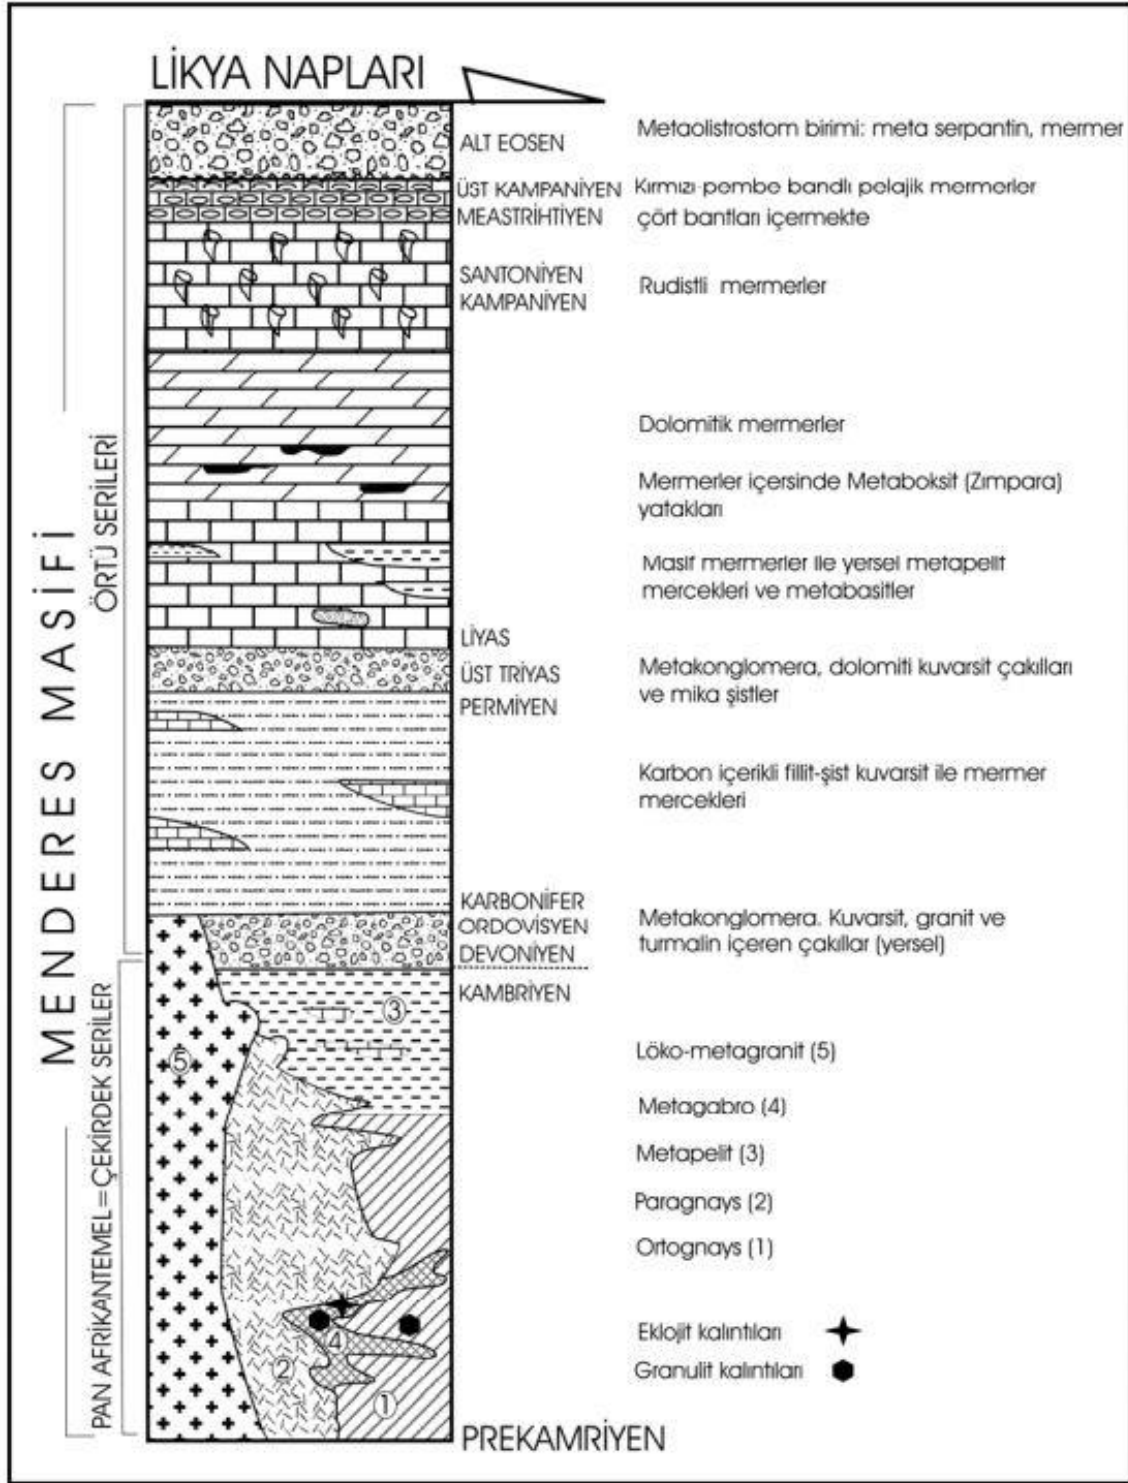 LİKYA NAPLARI
ALT EOSEN
Metaolistrostom birimi: meta serpantin, mermer
ÜST KAMPANİYEN
MEASTRİHTİYEN
Kırmızı-pembe bandlı pelajik mermerler
çört bantları içermekte
SANTONİYEN
KAMPANİYEN
Rudistli mermerler
Dolomitik mermerler
Mermerler içersinde Metaboksit (Zımpara)
yatakları
Masif mermerler ile yersel metapelit
mercekleri ve metabasitler
LİYAS
ÜST TRİYAS
Metakonglomera, dolomiti kuvarsit çakılları
ve mika şistler
PERMİYEN
Karbon içerikli fillit-şist kuvarsit ile mermer
mercekleri
KARBONİFER
ORDOVİSYEN
DEVONİYEN
Metakonglomera. Kuvarsit, granit ve
turmalin içeren çakıllar (yersel)
KAMBRİYEN
Löko-metagranit (5)
Metagabro (4)
Metapelit (3)
Paragnays (2)
Ortognays (1)
Eklojit kalıntıları
Granulit kalıntıları
PREKAMRİYEN
MENDERES MASİFİ
ÖRTÜ SERİLERİ
PAN AFRİKANTEMEL=ÇEKİRDEK SERİLER
3
5
4
2
1